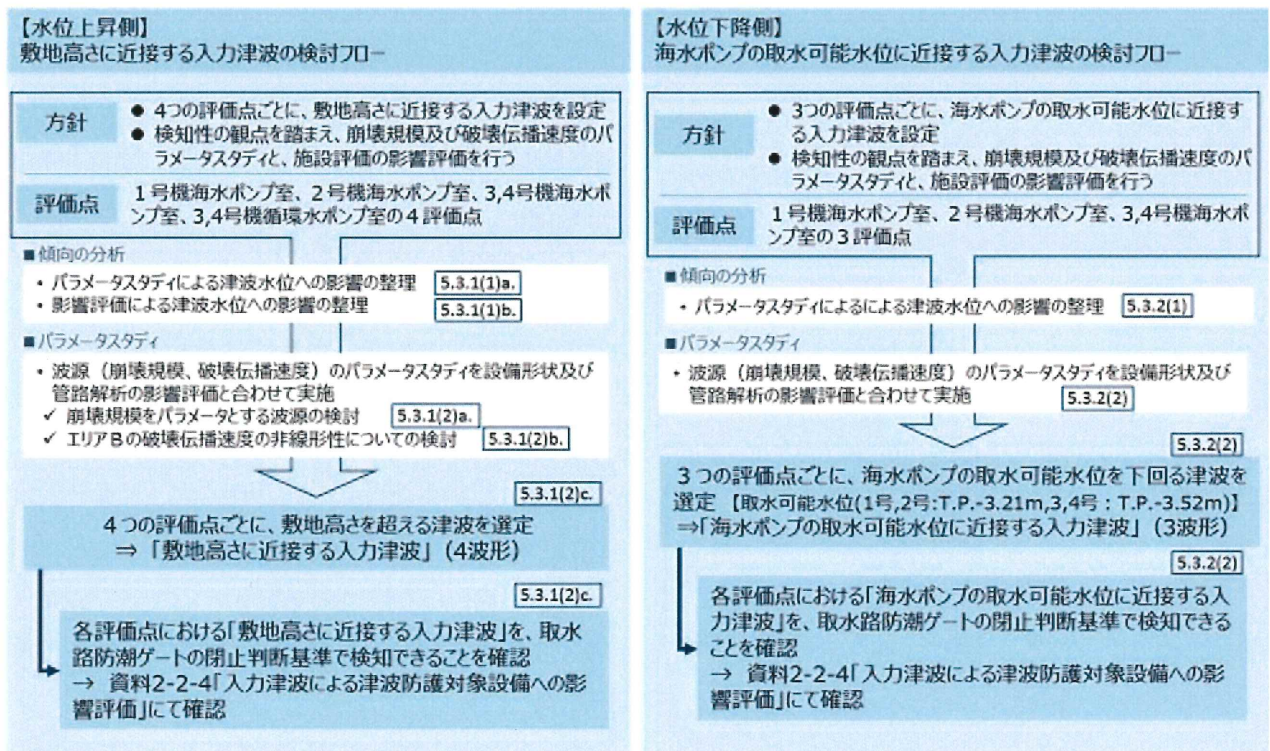 【水位上昇側】
敷地高さに近接する入力津波の検討フロー
方針
● 4つの評価点ごとに、敷地高さに近接する入力津波を設定
● 検知性の観点を踏まえ、崩壊規模及び破壊伝播速度のパ
ラメータスタディと、施設評価の影響評価を行う
評価点
1号機海水ポンプ室、2号機海水ポンプ室、3,4号機海水ポ
ンプ室、3,4号機循環水ポンプ室の4評価点
■傾向の分析
・パラメータスタディによる津波水位への影響の整理 5.3.1(1)a.
・影響評価による津波水位への影響の整理 5.3.1(1)b.
■パラメータスタディ
・波源(崩壊規模、破壊伝播速度)のパラメータスタディを設備形状及び
管路解析の影響評価と合わせて実施
✓ 崩壊規模をパラメータとする波源の検討 5.3.1(2)a.
✓ エリアBの破壊伝播速度の非線形性についての検討 5.3.1(2)b.
5.3.1(2)c.
4つの評価点ごとに、敷地高さを超える津波を選定
⇒「敷地高さに近接する入力津波」(4波形)
5.3.1(2)c.
各評価点における「敷地高さに近接する入力津波」を、取水
路防潮ゲートの閉止判断基準で検知できることを確認
→ 資料2-2-4「入力津波による津波防護対象設備への影
響評価」にて確認
【水位下降側】
海水ポンプの取水可能水位に近接する入力津波の検討フロー
方針
● 3つの評価点ごとに、海水ポンプの取水可能水位に近接す
る入力津波を設定
● 検知性の観点を踏まえ、崩壊規模及び破壊伝播速度のパ
ラメータスタディと、施設評価の影響評価を行う
評価点
1号機海水ポンプ室、2号機海水ポンプ室、3,4号機海水ポ
ンプ室の3評価点
■傾向の分析
・パラメータスタディによるによる津波水位への影響の整理 5.3.2(1)
■パラメータスタディ
・波源(崩壊規模、破壊伝播速度)のパラメータスタディを設備形状及び
管路解析の影響評価と合わせて実施 5.3.2(2)
5.3.2(2)
3つの評価点ごとに、海水ポンプの取水可能水位を下回る津波を
選定【取水可能水位(1号,2号:T.P.-3.21m,3,4号:T.P.-3.52m)】
⇒「海水ポンプの取水可能水位に近接する入力津波」(3波形)
5.3.2(2)
各評価点における「海水ポンプの取水可能水位に近接する入
力津波」を、取水路防潮ゲートの閉止判断基準で検知できる
ことを確認
→ 資料2-2-4「入力津波による津波防護対象設備への影
響評価」にて確認